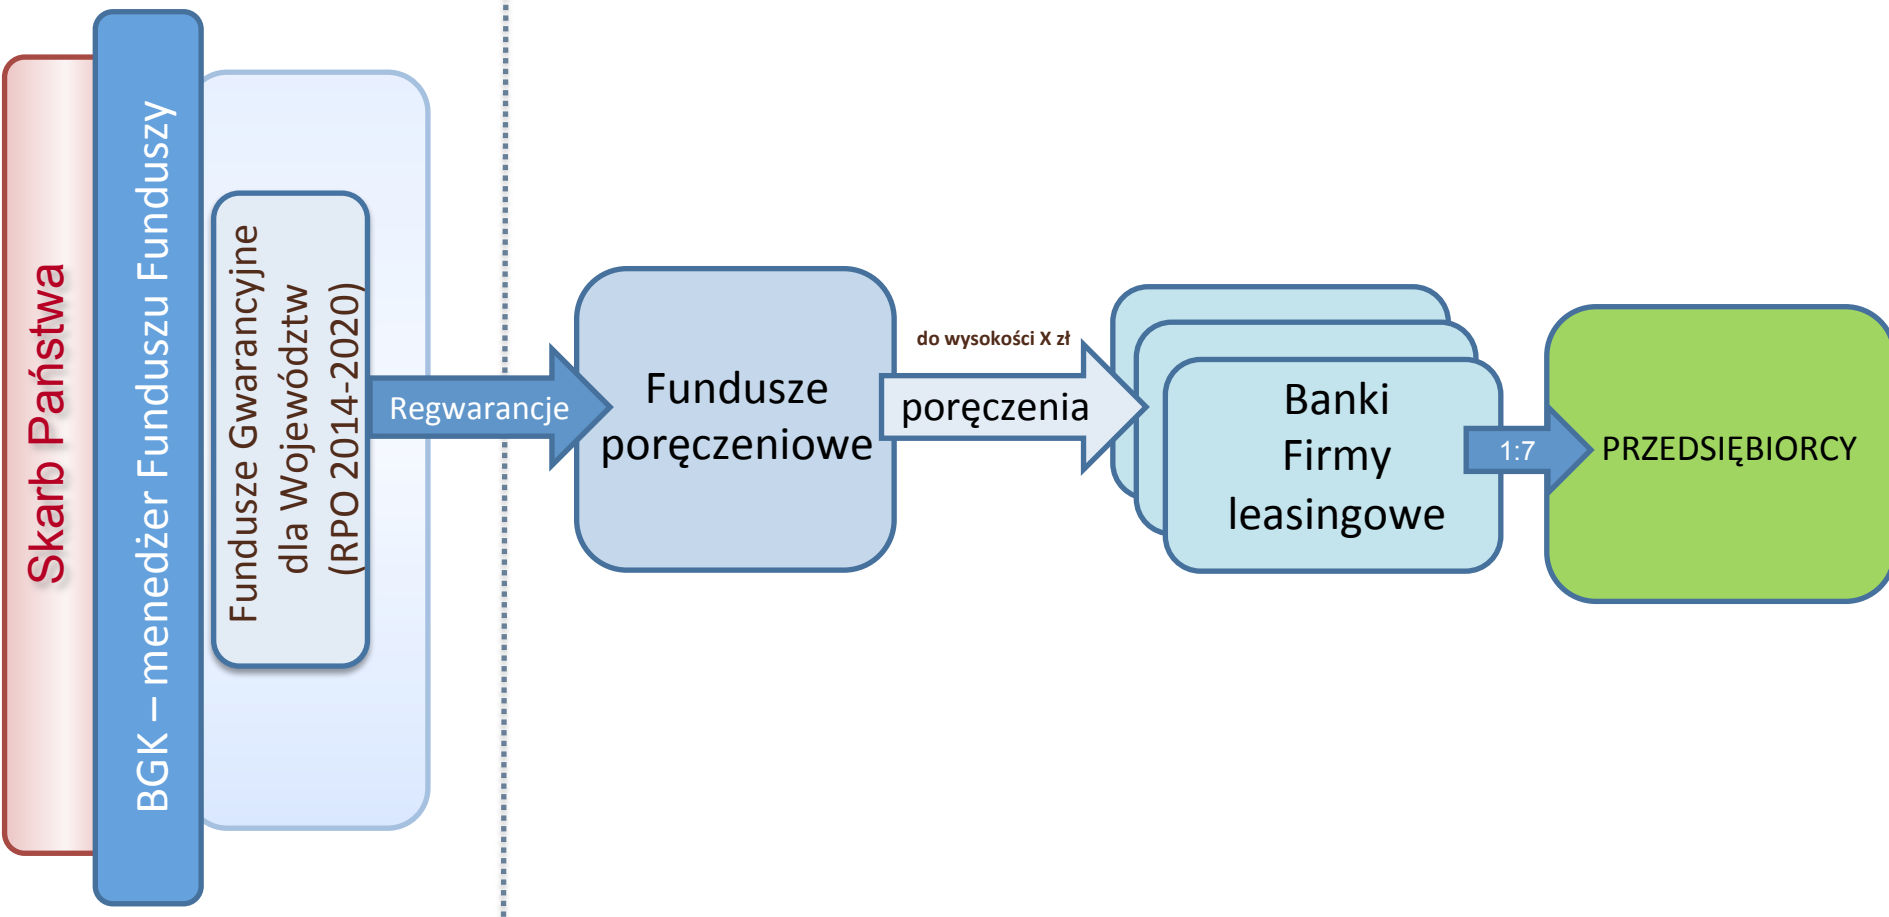 Skarb Państwa
BGK – menedżer Funduszu Funduszy
Fundusze Gwarancyjne
dla Województw
(RPO 2014-2020)
Regwarancje
Fundusze
poręczeniowe
do wysokości X zł
poręczenia
Banki
Firmy
leasingowe
1:7
PRZEDSIĘBIORCY